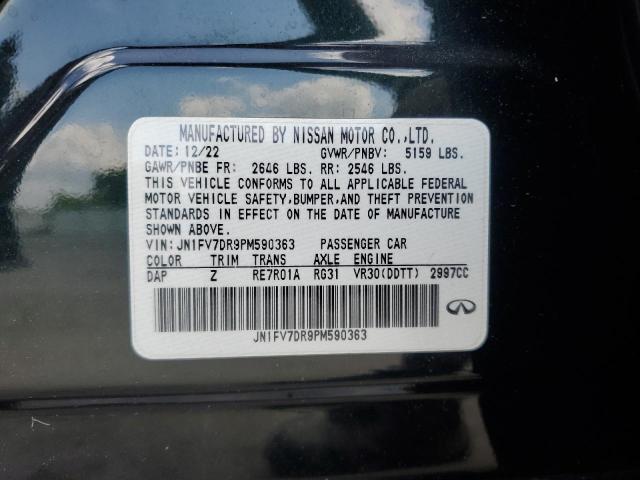 MANUFACTURED BY NISSAN MOTOR CO.,LTD.
DATE: 12/22 GVWR/PNBV: 5159 LBS.
GAWR/PNBE FR: 2646 LBS. RR: 2546 LBS.
THIS VEHICLE CONFORMS TO ALL APPLICABLE FEDERAL
MOTOR VEHICLE SAFETY,BUMPER,AND THEFT PREVENTION
STANDARDS IN EFFECT ON THE DATE OF MANUFACTURE
SHOWN ABOVE.
VIN: JN1FV7DR9PM590363 PASSENGER CAR
COLOR TRIM TRANS AXLE ENGINE
DAP Z RE7R01A RG31 VR30(DDTT) 2997CC
JN1FV7DR9PM590363